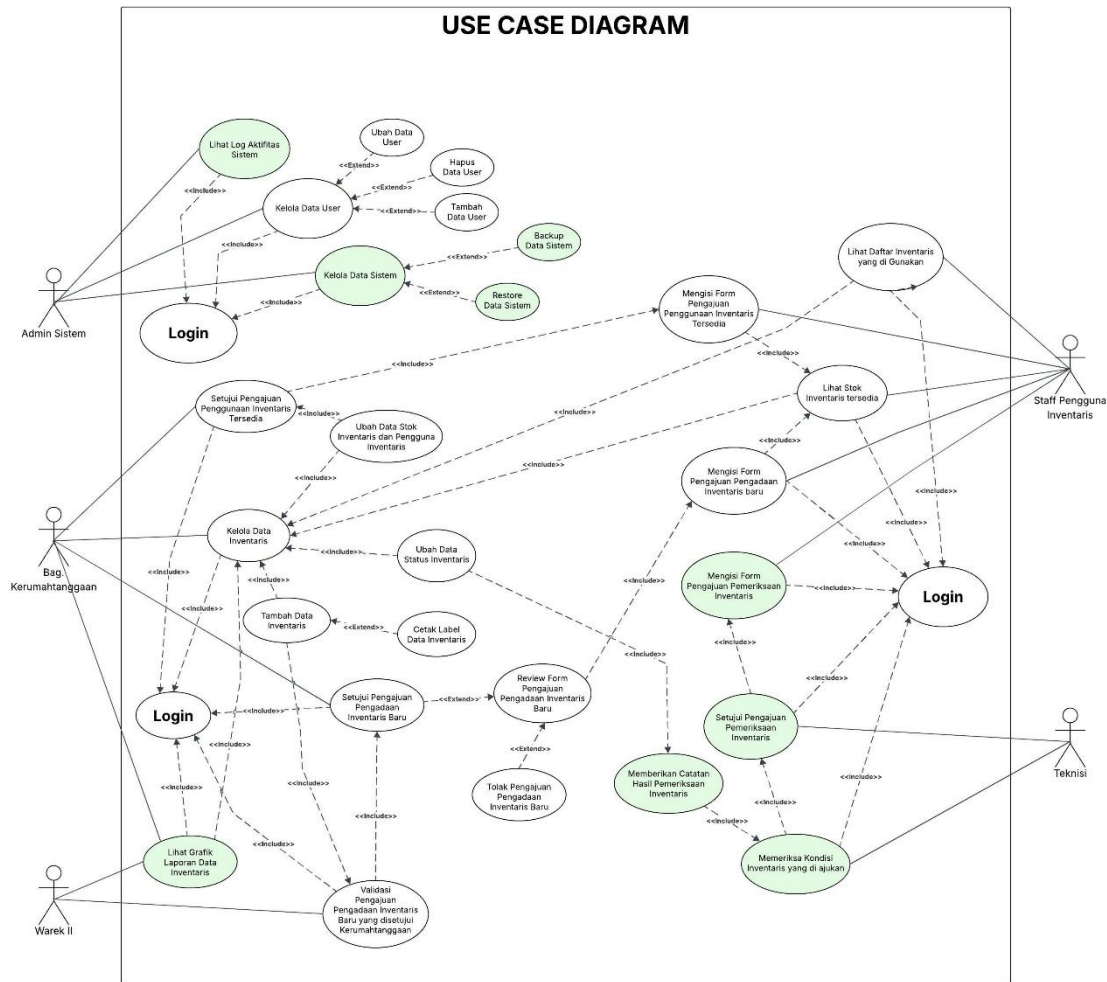 USE CASE DIAGRAM
Ubah Data
User
Lihat Log Aktifitas
Sistem
<<Extend>>
Hapus
Data User
<<Include>>
<<Extend>>
Kelola Data User
Tambah
Data User
<<Extend>>
<<Include>>
Backup
Data Sistem
<<Extend>>
Kelola Data Sistem
Restore
Data Sistem
<<Extend>>
<<Include>>
Admin Sistem
Login
Lihat Daftar Inventaris
yang di Gunakan
Mengisi Form
Pengajuan
Penggunaan Inventaris
Tersedia
<<Include>>
<<Include>>
<<Include>>
Lihat Stok
Inventaris tersedia
Staff Pengguna
Inventaris
Setujui Pengajuan
Penggunaan Inventaris
Tersedia
<<Include>>
Ubah Data Stok
Inventaris dan Pengguna
Inventaris
<<Include>>
<<Include>>
<<Include>>
<<Include>>
Mengisi Form
Pengajuan Pengadaan
Inventaris baru
<<Include>>
<<Include>>
<<Include>>
Kelola Data
Inventaris
<<Include>>
Ubah Data
Status Inventaris
Bag.
Kerumahtanggaan
<<Include>>
<<Include>>
<<Include>>
<<Include>>
Mengisi Form
Pengajuan Pemeriksaan
Inventaris
<<Include>>
Login
Tambah Data
Inventaris
<<Extend>>
Cetak Label
Data Inventaris
<<Include>>
<<Include>>
<<Include>>
<<Include>>
<<Include>>
Login
<<Include>>
Setujui Pengajuan
Pengadaan
Inventaris Baru
<<Extend>>
Review Form
Pengajuan
Pengadaan Inventaris
Baru
<<Extend>>
Tolak Pengajuan
Pengadaan
Inventaris Baru
Setujui Pengajuan
Pemeriksaan
Inventaris
Teknisi
Memberikan Catatan
Hasil Pemeriksaan
Inventaris
<<Include>>
<<Include>>
<<Include>>
<<Include>>
<<Include>>
Lihat Grafik
Laporan Data
Inventaris
Memeriksa Kondisi
Inventaris yang di ajukan
Warek II
Validasi
Pengajuan
Pengadaan Inventaris
Baru yang disetujui
Kerumahtanggaan